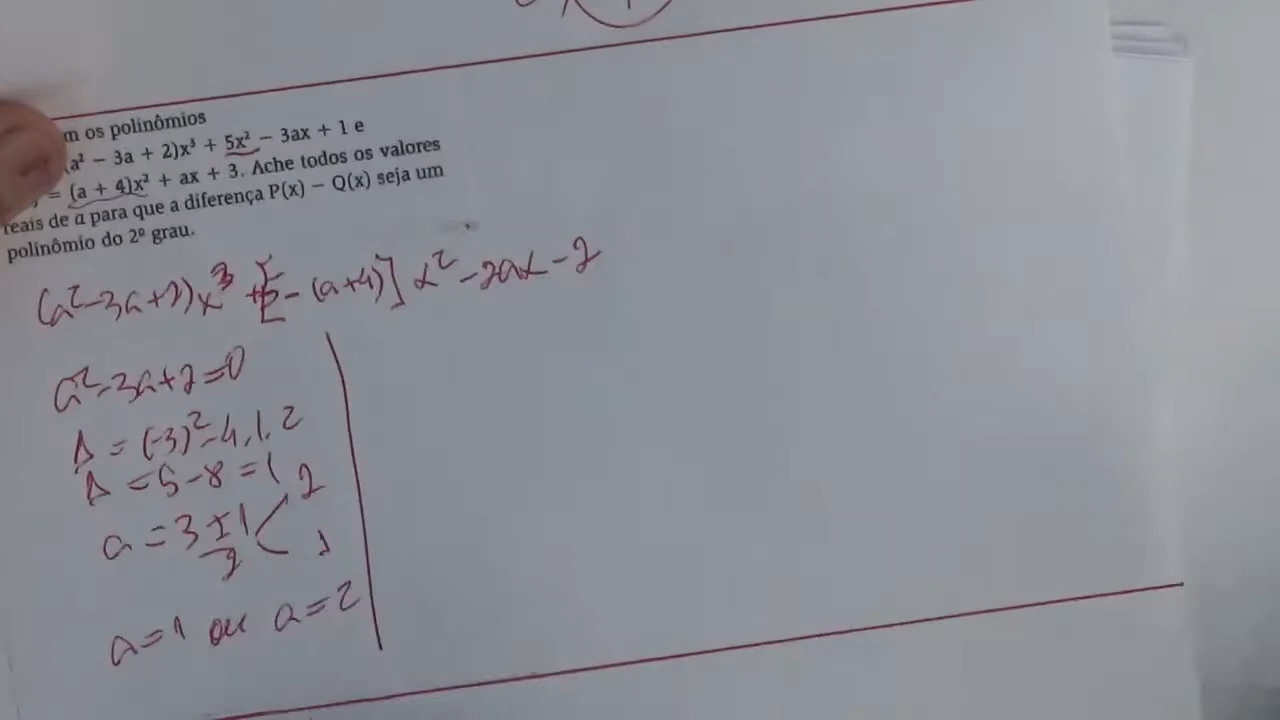 m os polinômios
(a² − 3a + 2)x³ + 5x² − 3ax + 1 e
= (a + 4)x² + ax + 3. Ache todos os valores
reais de a para que a diferença P(x) − Q(x) seja um
polinômio do 2º grau.
(a²-3a+2)x³ +[5-(a+4)]x²-2ax-2
a²-3a+2=0
Δ = (-3)²-4.1.2
Δ = 9-8=1
a = 3±1/2 < 2
1
a=1 ou a=2